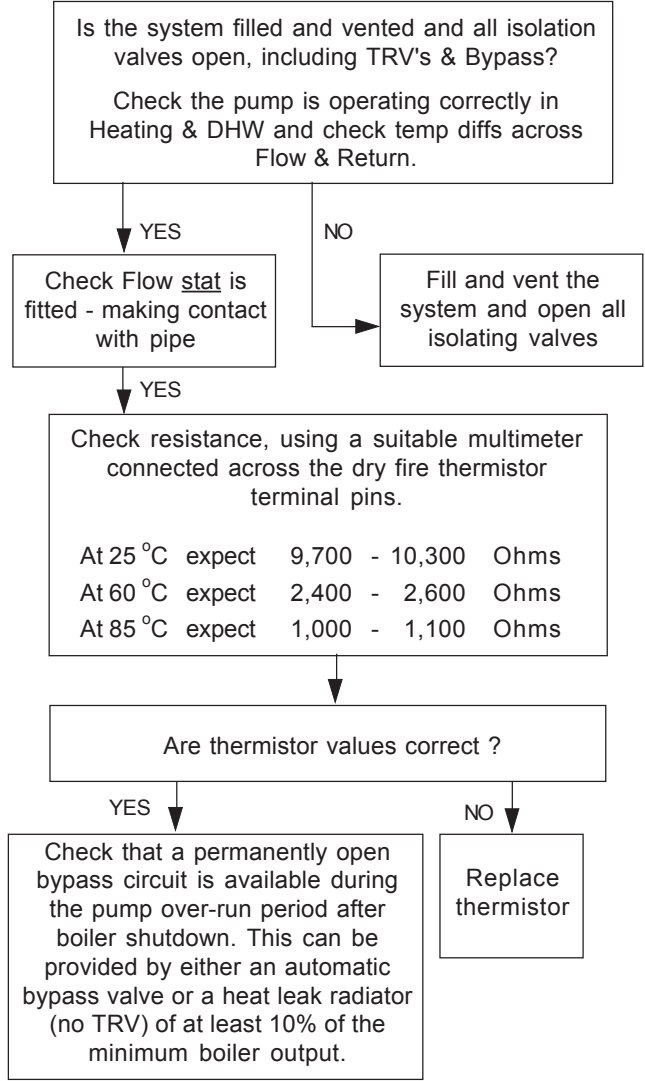 Is the system filled and vented and all isolation
valves open, including TRV's & Bypass?
Check the pump is operating correctly in
Heating & DHW and check temp diffs across
Flow & Return.
YES
NO
Check Flow stat is
fitted - making contact
with pipe
Fill and vent the
system and open all
isolating valves
YES
Check resistance, using a suitable multimeter
connected across the dry fire thermistor
terminal pins.
At 25 °C expect 9,700 - 10,300 Ohms
At 60 °C expect 2,400 - 2,600 Ohms
At 85 °C expect 1,000 - 1,100 Ohms
Are thermistor values correct ?
YES
NO
Check that a permanently open
bypass circuit is available during
the pump over-run period after
boiler shutdown. This can be
provided by either an automatic
bypass valve or a heat leak radiator
(no TRV) of at least 10% of the
minimum boiler output.
Replace
thermistor